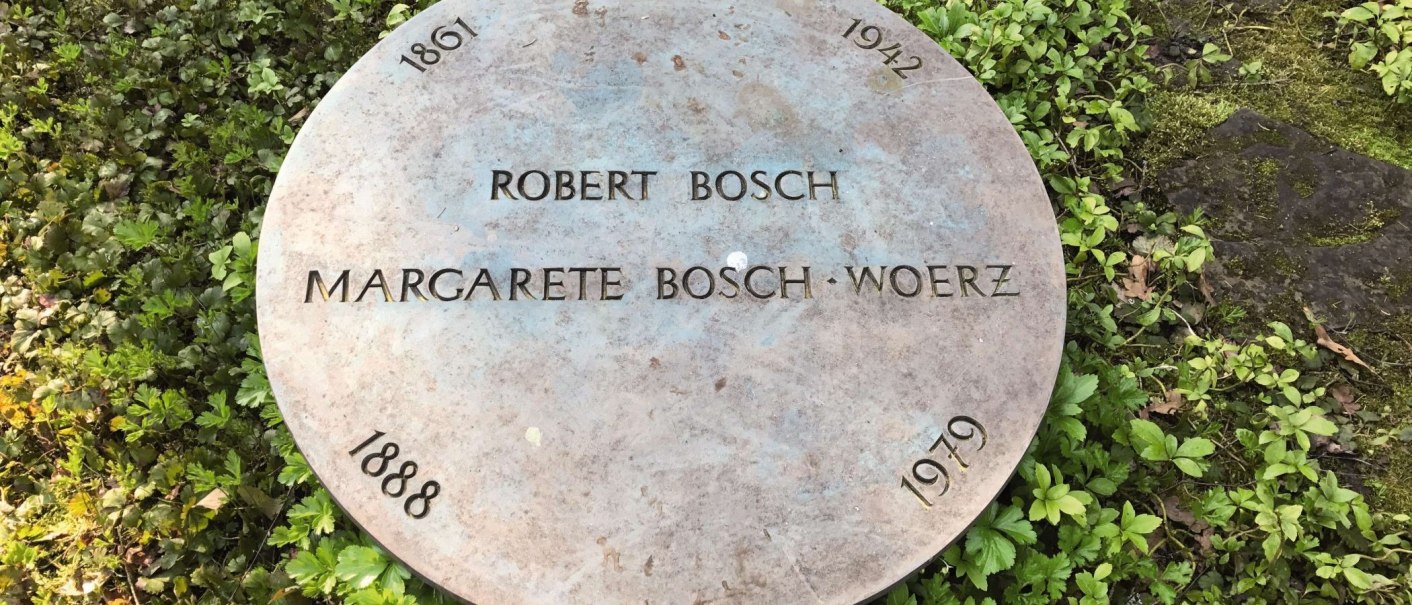 1861 1942
ROBERT BOSCH
MARGARETE BOSCH·WOERZ
1888 1979